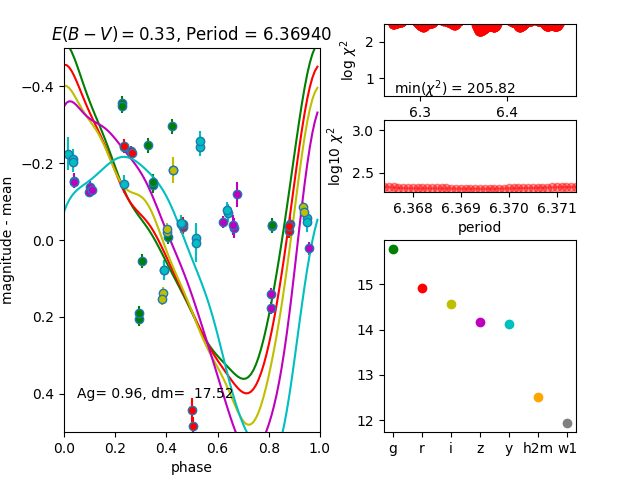 E(B − V) = 0.33, Period = 6.36940
magnitude - mean
−0.4
−0.2
0.0
0.2
0.4
Ag= 0.96, dm=  17.52
0.0 0.2 0.4 0.6 0.8 1.0
phase
log χ²
2
1
min(χ²) = 205.82
6.3 6.4
log10 χ²
3.0
2.5
6.368 6.369 6.370 6.371
period
15
14
13
12
g r i z y h2m w1